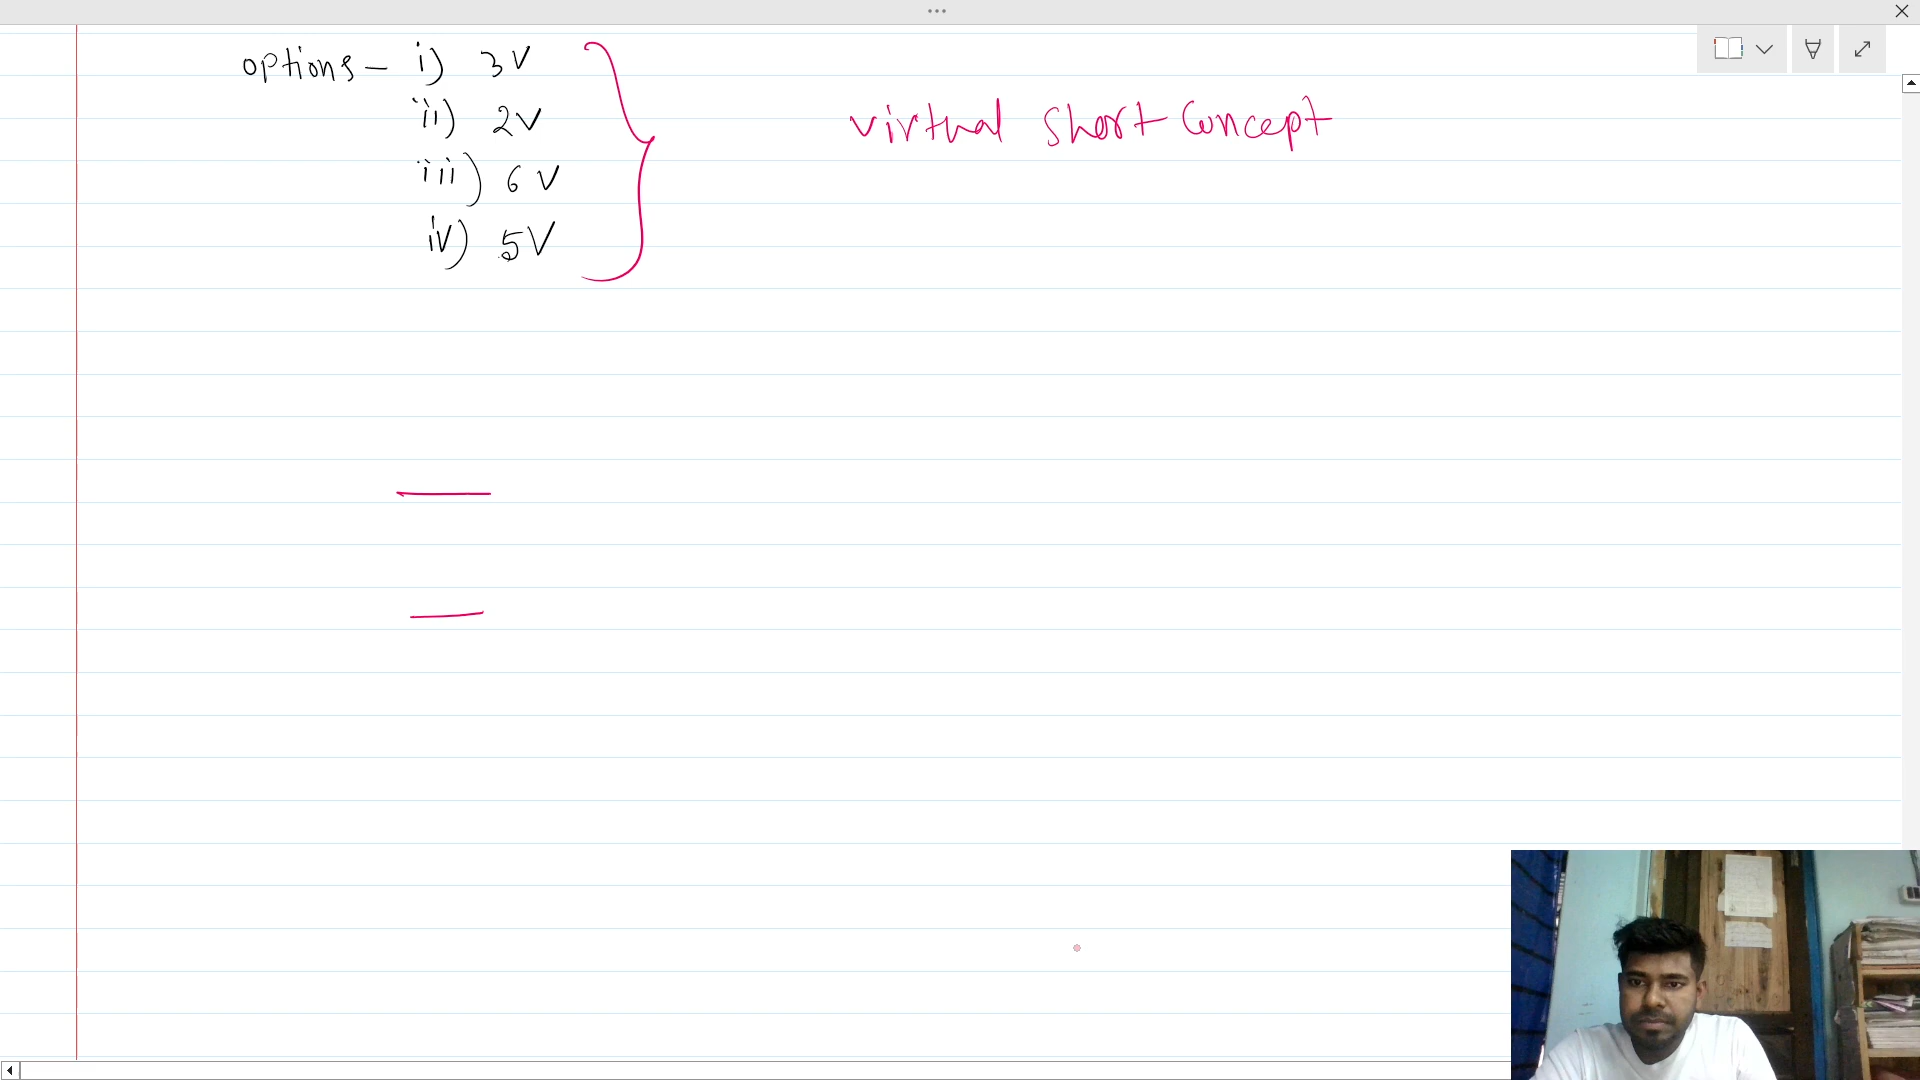 options - i) 3V
ii) 2V
iii) 6V
iv) 5V
virtual short concept